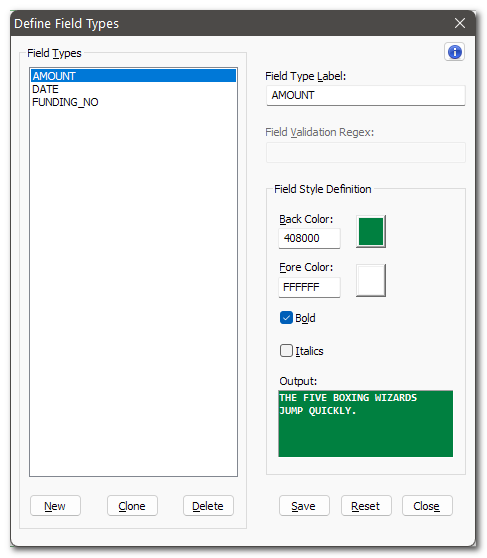 Define Field Types
Field Types
AMOUNT
DATE
FUNDING_NO
New
Clone
Delete
Field Type Label:
AMOUNT
Field Validation Regex:
Field Style Definition
Back Color:
408000
Fore Color:
FFFFFF
Bold
Italics
Output:
THE FIVE BOXING WIZARDS
JUMP QUICKLY.
Save
Reset
Close